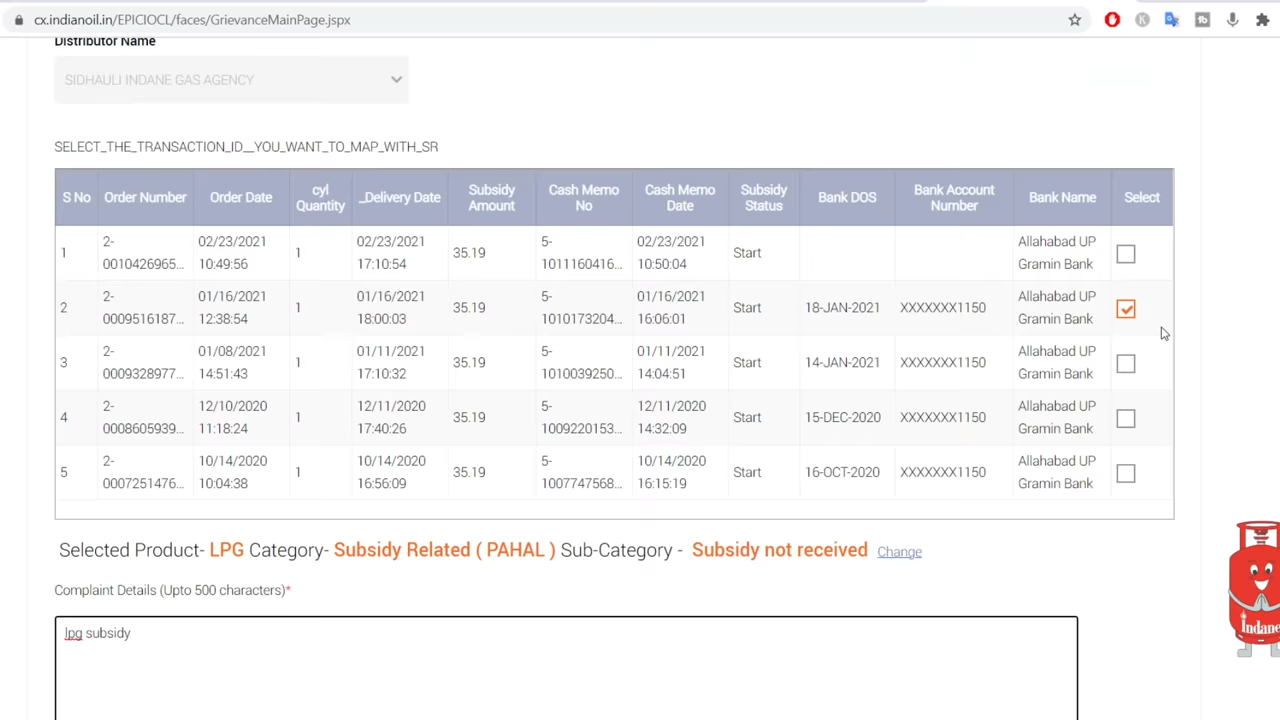 cx.indianoil.in/EPICIOCL/faces/GrievanceMainPage.jspx
Distributor Name
SIDHAULI INDANE GAS AGENCY
SELECT_THE_TRANSACTION_ID__YOU_WANT_TO_MAP_WITH_SR
S No Order Number Order Date cyl Quantity _Delivery Date Subsidy Amount Cash Memo No Cash Memo Date Subsidy Status Bank DOS Bank Account Number Bank Name Select
1 2-0010426965... 02/23/2021 10:49:56 1 02/23/2021 17:10:54 35.19 5-1011160416... 02/23/2021 10:50:04 Start Allahabad UP Gramin Bank
2 2-0009516187... 01/16/2021 12:38:54 1 01/16/2021 18:00:03 35.19 5-1010173204... 01/16/2021 16:06:01 Start 18-JAN-2021 XXXXXXX1150 Allahabad UP Gramin Bank
3 2-0009328977... 01/08/2021 14:51:43 1 01/11/2021 17:10:32 35.19 5-1010039250... 01/11/2021 14:04:51 Start 14-JAN-2021 XXXXXXX1150 Allahabad UP Gramin Bank
4 2-0008605939... 12/10/2020 11:18:24 1 12/11/2020 17:40:26 35.19 5-1009220153... 12/11/2020 14:32:09 Start 15-DEC-2020 XXXXXXX1150 Allahabad UP Gramin Bank
5 2-0007251476... 10/14/2020 10:04:38 1 10/14/2020 16:56:09 35.19 5-1007747568... 10/14/2020 16:15:19 Start 16-OCT-2020 XXXXXXX1150 Allahabad UP Gramin Bank
Selected Product- LPG Category- Subsidy Related ( PAHAL ) Sub-Category - Subsidy not received Change
Complaint Details (Upto 500 characters)*
lpg subsidy
Indane